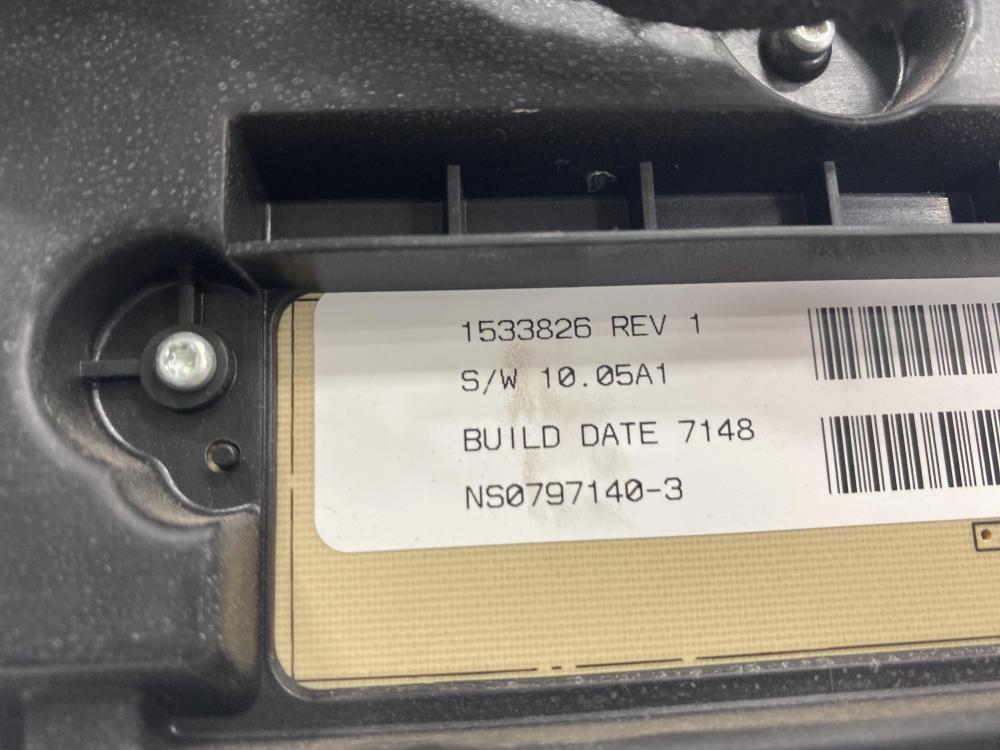 1533826 REV 1
S/W 10.05A1
BUILD DATE 7148
NS0797140-3